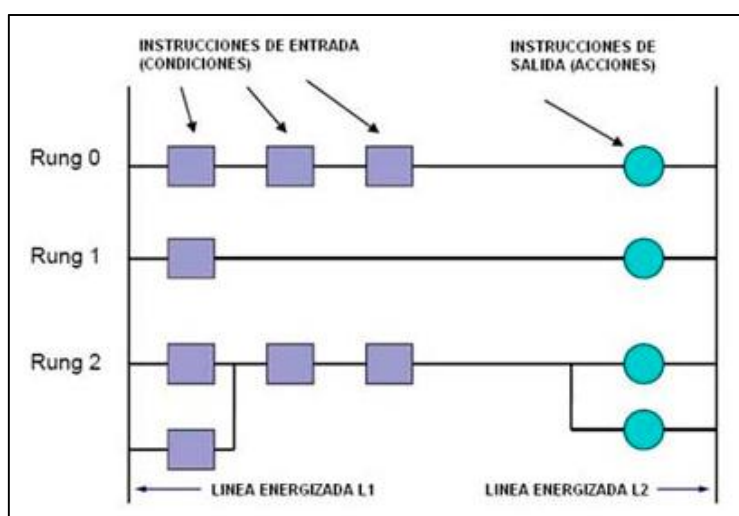 INSTRUCCIONES DE ENTRADA
(CONDICIONES)
INSTRUCCIONES DE
SALIDA (ACCIONES)
Rung 0
Rung 1
Rung 2
LINEA ENERGIZADA L1
LINEA ENERGIZADA L2